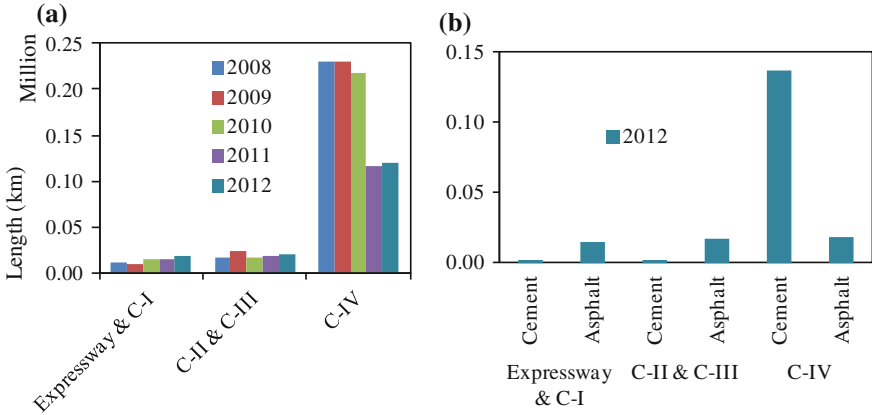 (a)
Million
Length (km)
0.25
0.20
0.15
0.10
0.05
0.00
2008
2009
2010
2011
2012
Expressway & C-I
C-II & C-III
C-IV
(b)
0.15
0.10
0.05
0.00
2012
Cement
Asphalt
Cement
Asphalt
Cement
Asphalt
Expressway
& C-I
C-II & C-III
C-IV